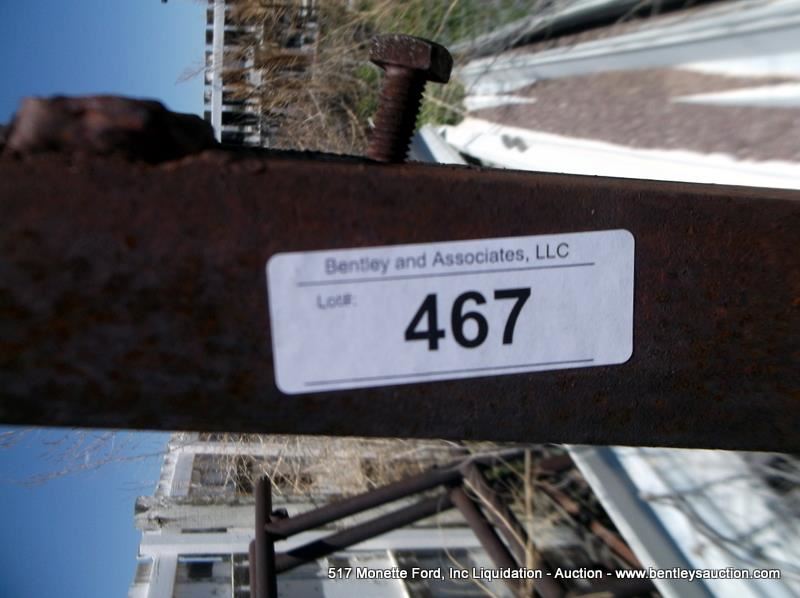 Bentley and Associates, LLC
Lot#:
467
517 Monette Ford, Inc Liquidation - Auction - www.bentleysauction.com